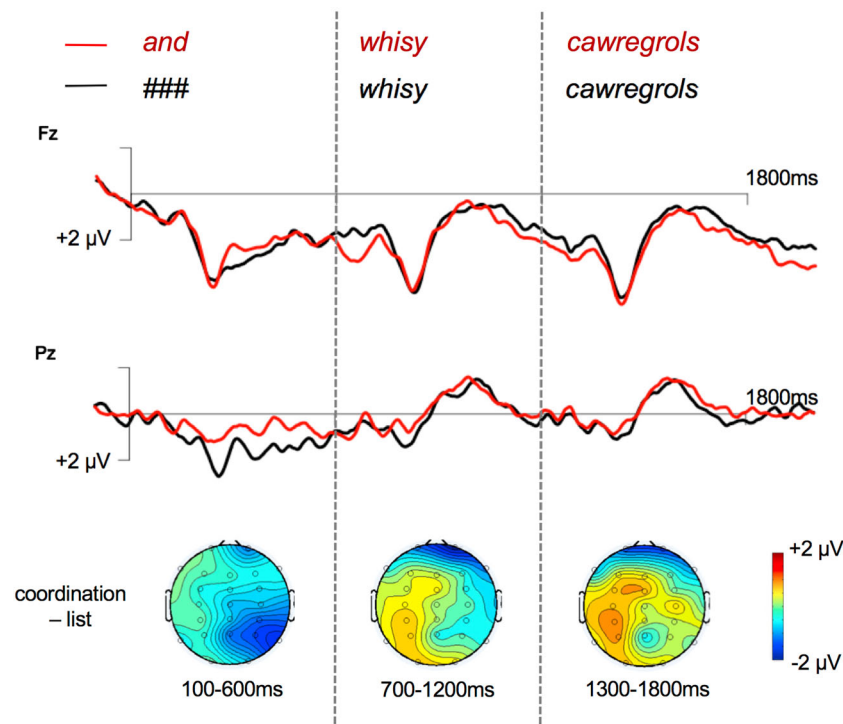 and whisy cawregrols
### whisy cawregrols
Fz
1800ms
+2 µV
Pz
1800ms
+2 µV
coordination
– list
+2 µV
-2 µV
100-600ms 700-1200ms 1300-1800ms